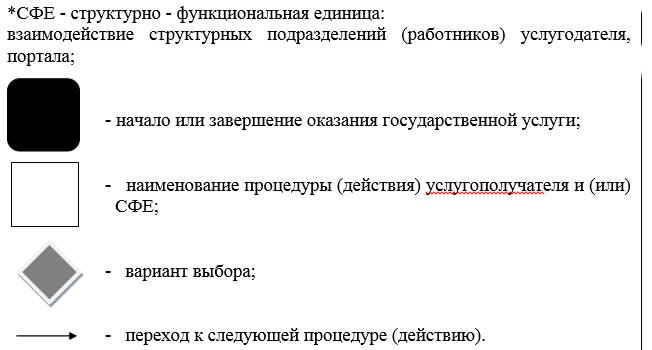 *СФЕ - структурно - функциональная единица:
взаимодействие структурных подразделений (работников) услугодателя,
портала;
- начало или завершение оказания государственной услуги;
- наименование процедуры (действия) услугополучателя и (или)
СФЕ;
- вариант выбора;
- переход к следующей процедуре (действию).